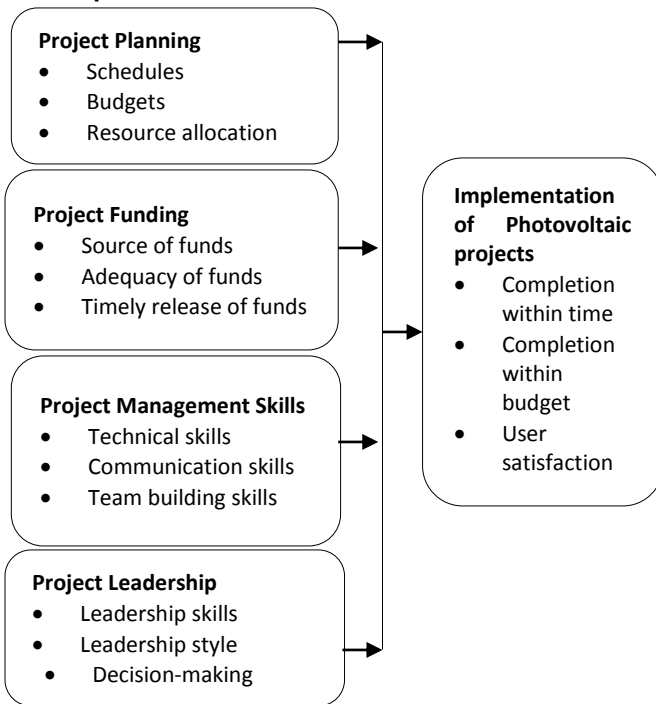 Project Planning
• Schedules
• Budgets
• Resource allocation
Project Funding
• Source of funds
• Adequacy of funds
• Timely release of funds
Project Management Skills
• Technical skills
• Communication skills
• Team building skills
Project Leadership
• Leadership skills
• Leadership style
• Decision-making
Implementation
of Photovoltaic
projects
• Completion
within time
• Completion
within
budget
• User
satisfaction